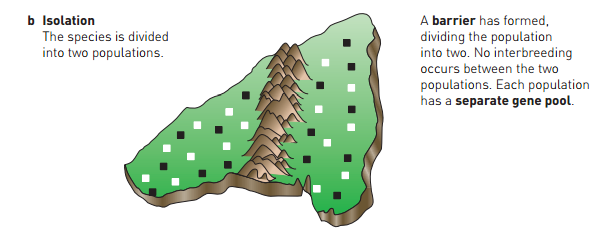 b Isolation
The species is divided
into two populations.
A barrier has formed,
dividing the population
into two. No interbreeding
occurs between the two
populations. Each population
has a separate gene pool.